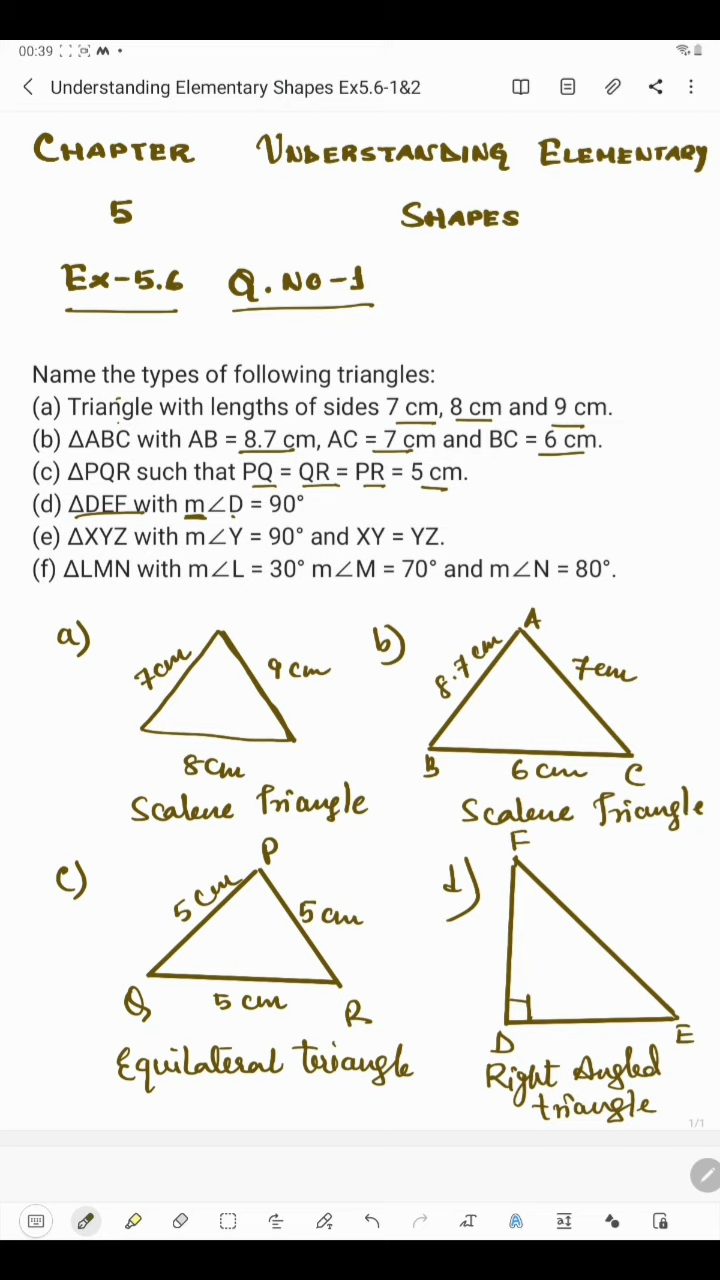 00:39
Understanding Elementary Shapes Ex5.6-1&2
CHAPTER UNDERSTANDING ELEMENTARY
5 SHAPES
Ex-5.6 Q. No-1
Name the types of following triangles:
(a) Triangle with lengths of sides 7 cm, 8 cm and 9 cm.
(b) ΔABC with AB = 8.7 cm, AC = 7 cm and BC = 6 cm.
(c) ΔPQR such that PQ = QR = PR = 5 cm.
(d) ΔDEF with m∠D = 90°
(e) ΔXYZ with m∠Y = 90° and XY = YZ.
(f) ΔLMN with m∠L = 30° m∠M = 70° and m∠N = 80°.
a) 7cm 9 cm
8cm
Scalene Triangle
b) A
8.7 cm 7cm
B 6 cm C
Scalene Triangle
c) P
5 cm 5 cm
Q 5 cm R
Equilateral triangle
d) F
D E
Right Angled
triangle
1/1